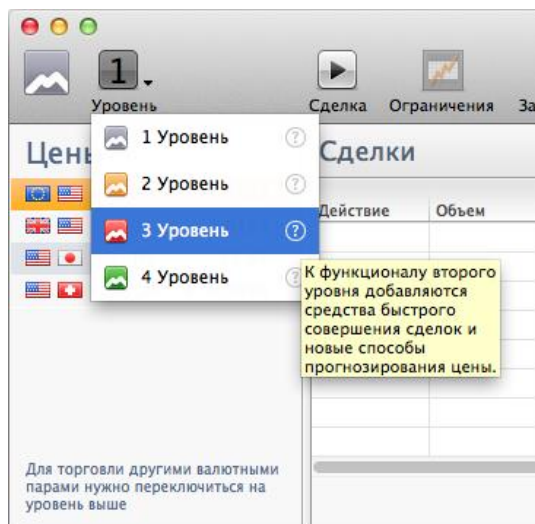 1
Уровень
Сделка
Ограничения
За
Цены
Сделки
1 Уровень
2 Уровень
3 Уровень
4 Уровень
Действие
Объем
К функционалу второго
уровня добавляются
средства быстрого
совершения сделок и
новые способы
прогнозирования цены.
Для торговли другими валютными
парами нужно переключиться на
уровень выше